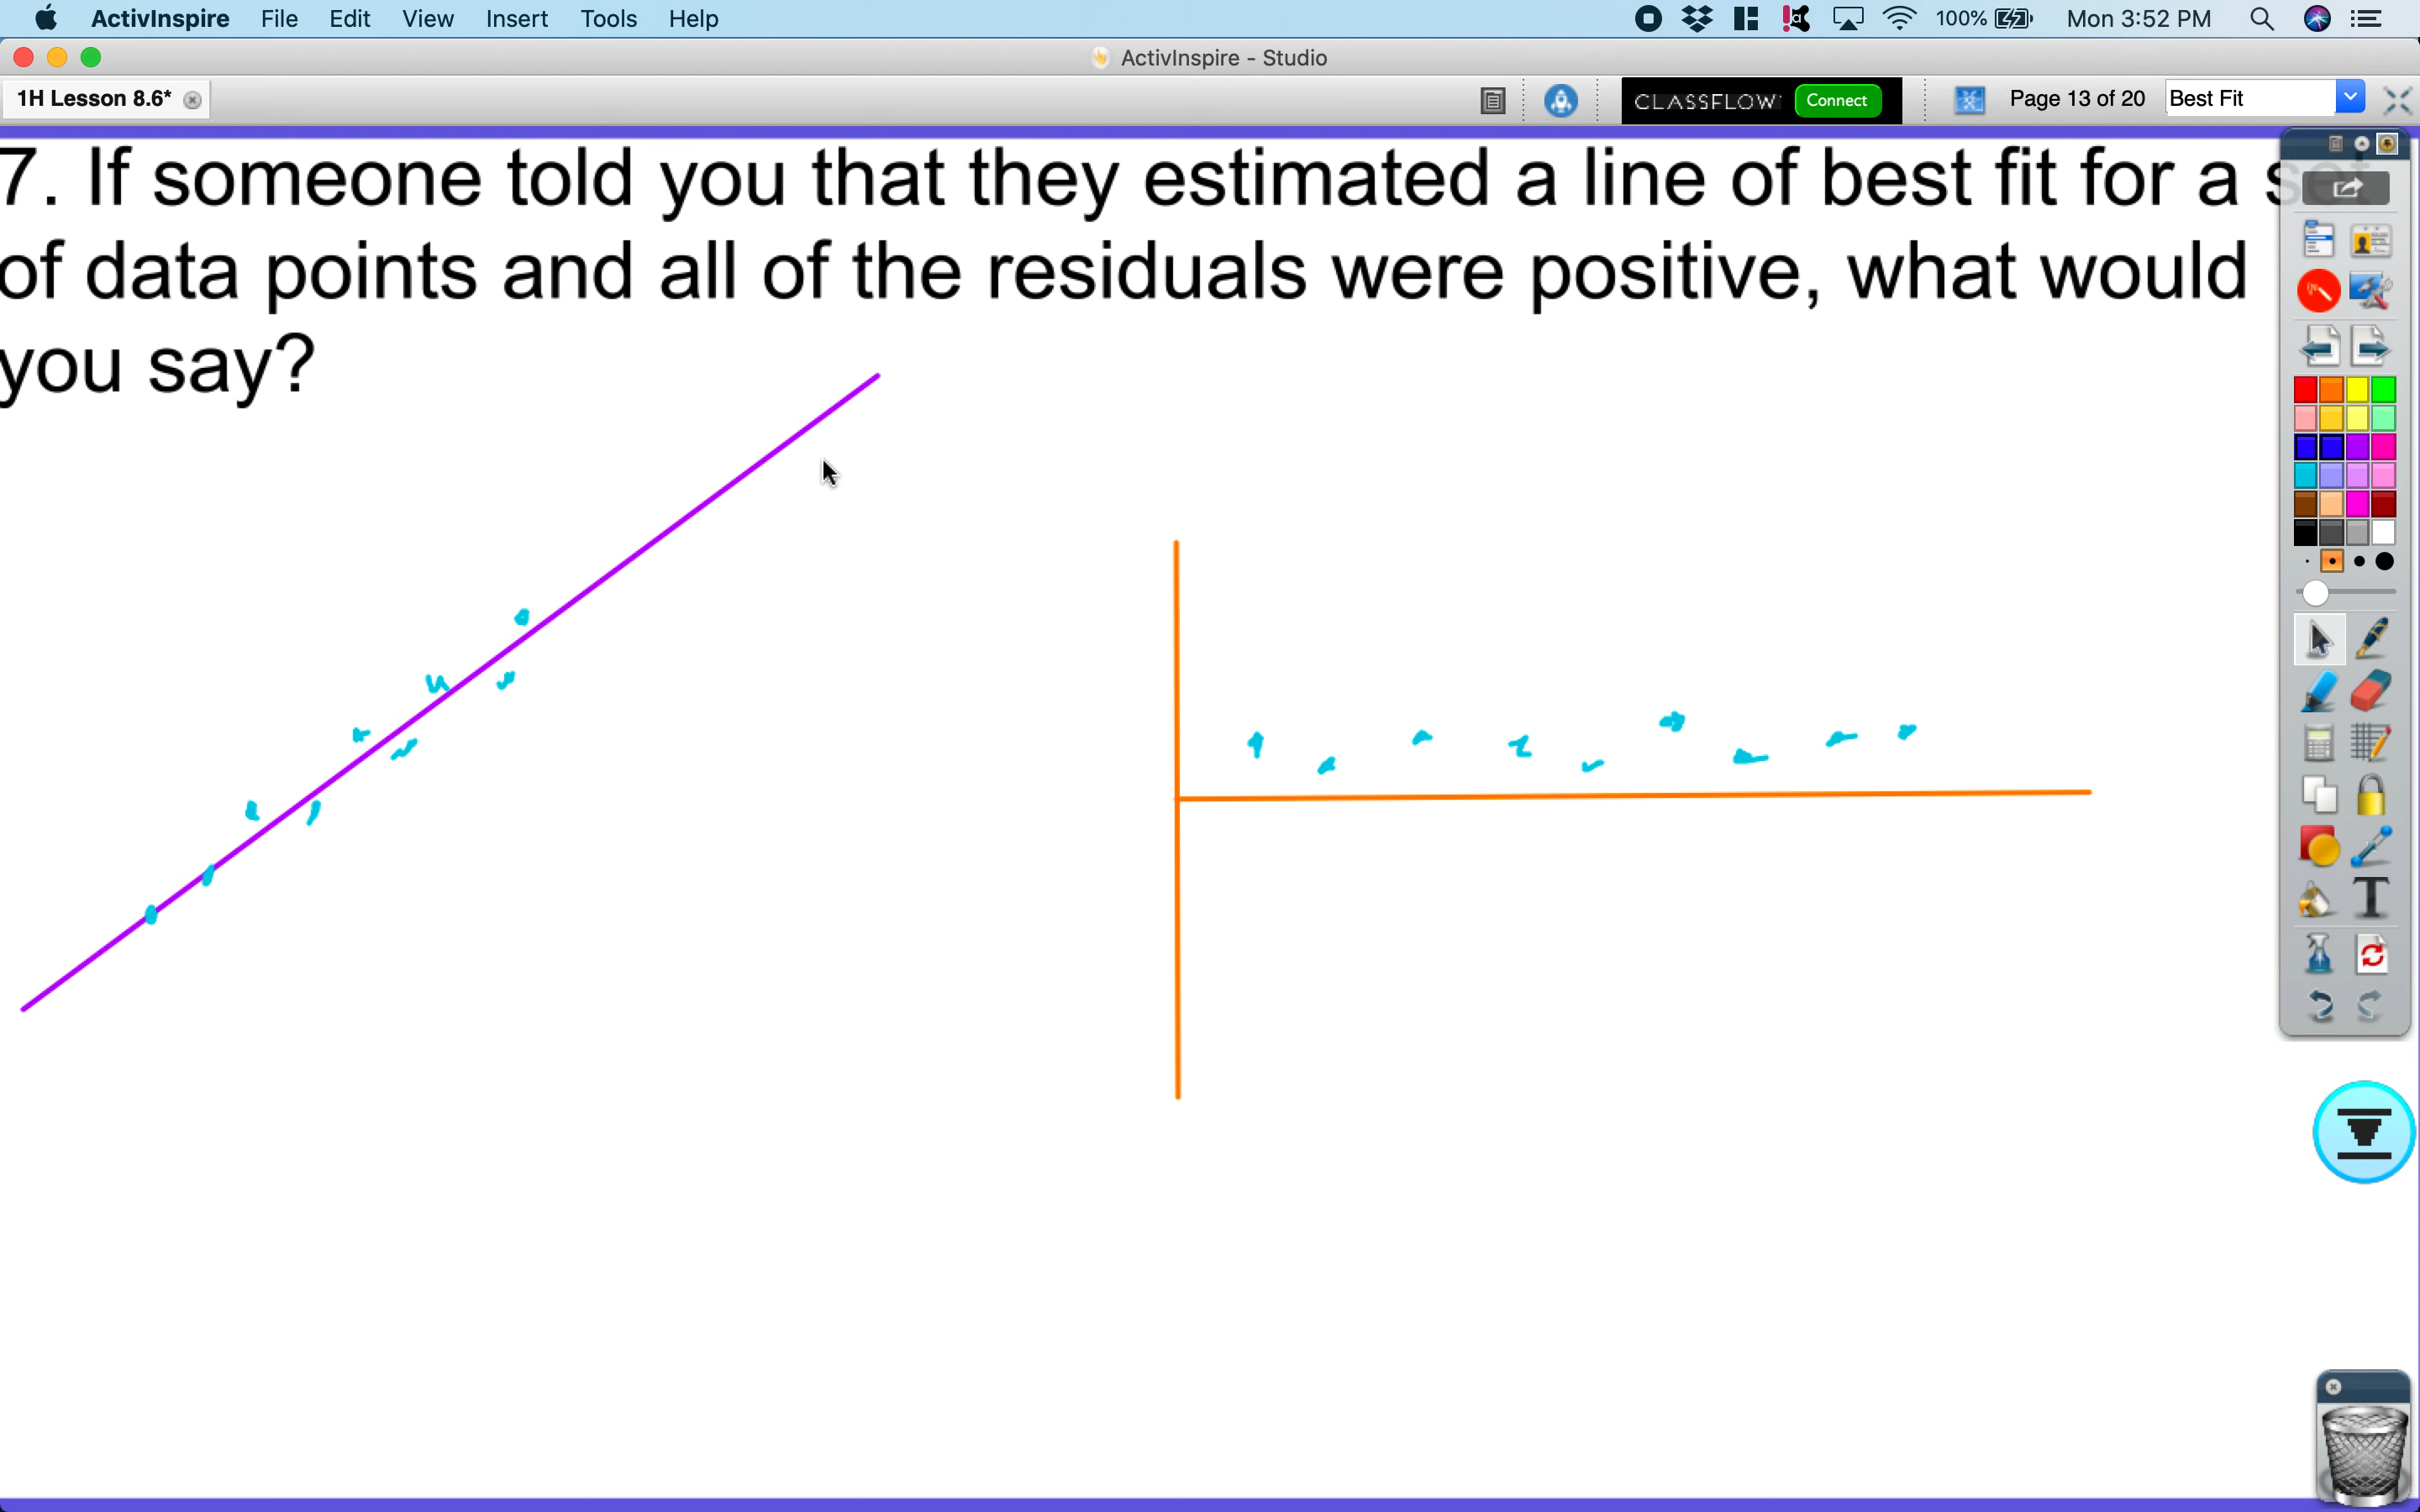 ActivInspire File Edit View Insert Tools Help 100% Mon 3:52 PM
ActivInspire - Studio
1H Lesson 8.6* CLASSFLOW Connect Page 13 of 20 Best Fit
7. If someone told you that they estimated a line of best fit for a set
of data points and all of the residuals were positive, what would
you say?
T